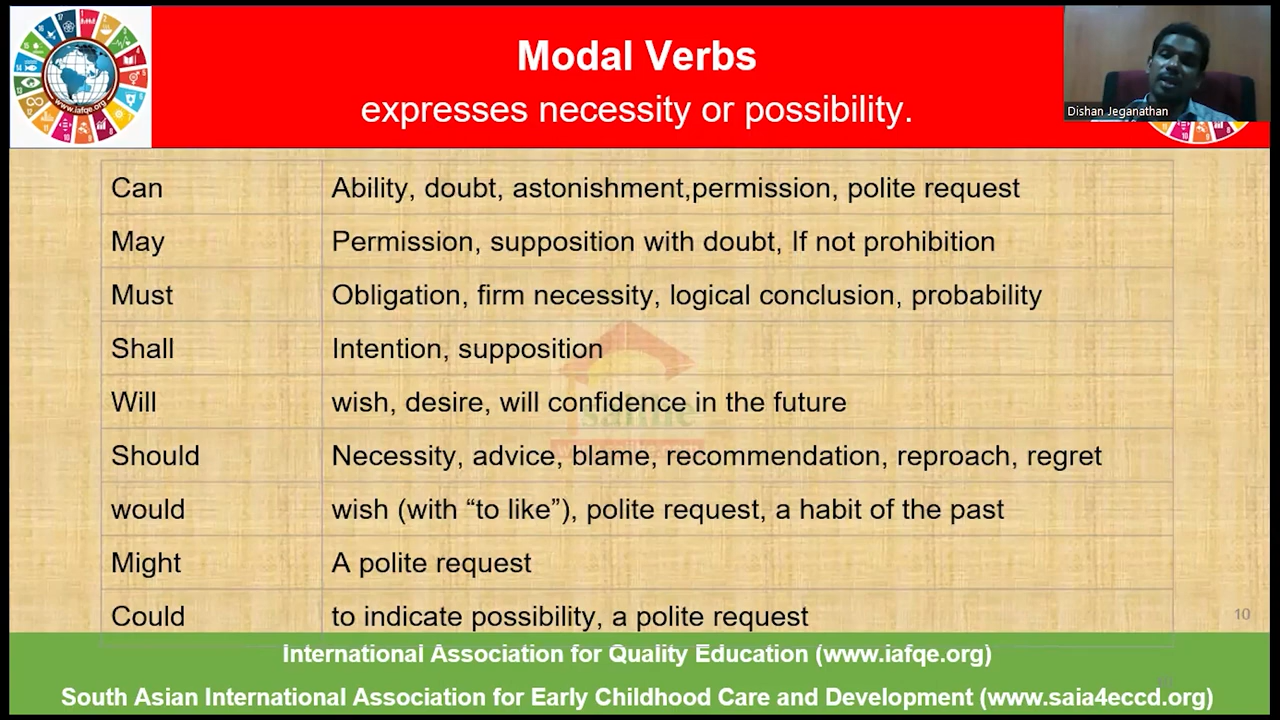 Modal Verbs
expresses necessity or possibility.
www.iafqe.org
Dishan Jeganathan
Can Ability, doubt, astonishment,permission, polite request
May Permission, supposition with doubt, If not prohibition
Must Obligation, firm necessity, logical conclusion, probability
Shall Intention, supposition
Will wish, desire, will confidence in the future
Should Necessity, advice, blame, recommendation, reproach, regret
would wish (with “to like”), polite request, a habit of the past
Might A polite request
Could to indicate possibility, a polite request
10
International Association for Quality Education (www.iafqe.org)
South Asian International Association for Early Childhood Care and Development (www.saia4eccd.org)